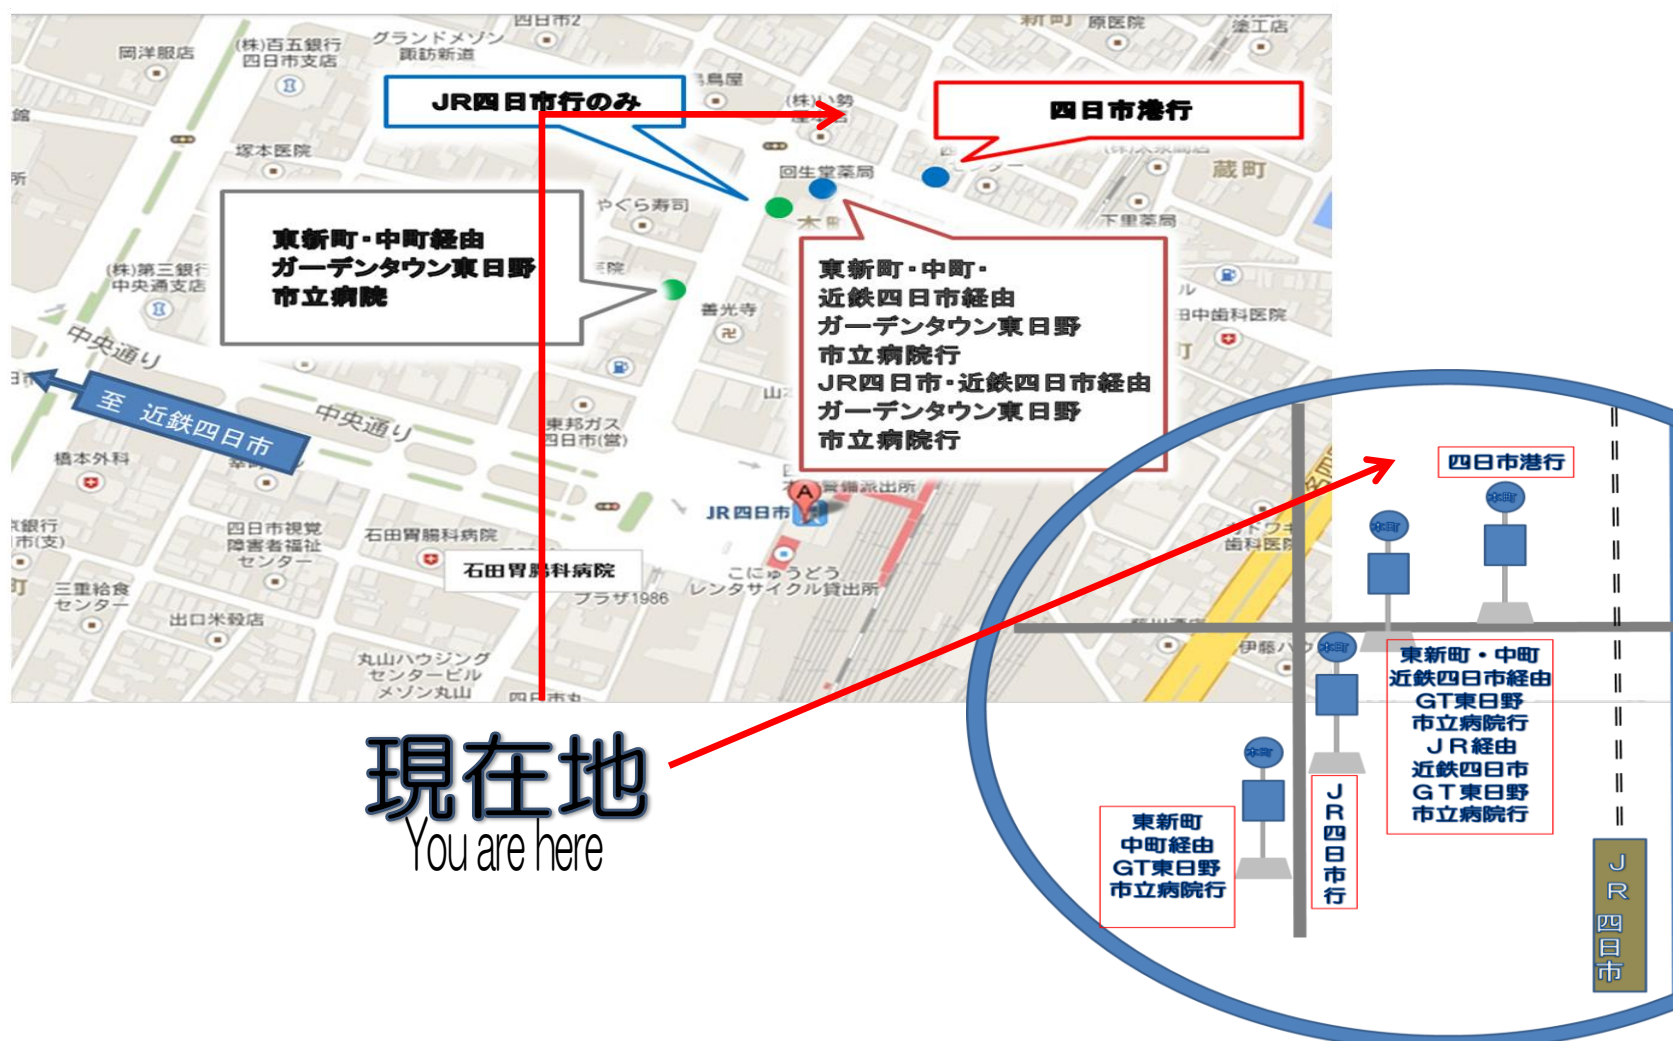 四日市2
新町
原医院
塗工店
岡洋服店
(株)百五銀行
四日市支店
グランドメゾン
諏訪新道
JR四日市行のみ
四日市港行
塚本医院
回生堂薬局
蔵町
やぐら寿司
下里薬局
東新町・中町経由
ガーデンタウン東日野
市立病院
(株)第三銀行
中央通支店
善光寺
東新町・中町・
近鉄四日市経由
ガーデンタウン東日野
市立病院行
JR四日市・近鉄四日市経由
ガーデンタウン東日野
市立病院行
田中歯科医院
中央通り
至 近鉄四日市
中央通り
東邦ガス
四日市(営)
橋本外科
JR四日市
A
四日市視覚
障害者福祉
センター
石田胃腸科病院
石田胃腸科病院
プラザ1986
こにゅうどう
レンタサイクル貸出所
三重給食
センター
出口米穀店
丸山ハウジング
センタービル
メゾン丸山
現在地
You are here
四日市港行
本町
本町
本町
本町
東新町・中町
近鉄四日市経由
GT東日野
市立病院行
JR経由
近鉄四日市
GT東日野
市立病院行
JR四日市行
東新町
中町経由
GT東日野
市立病院行
JR四日市